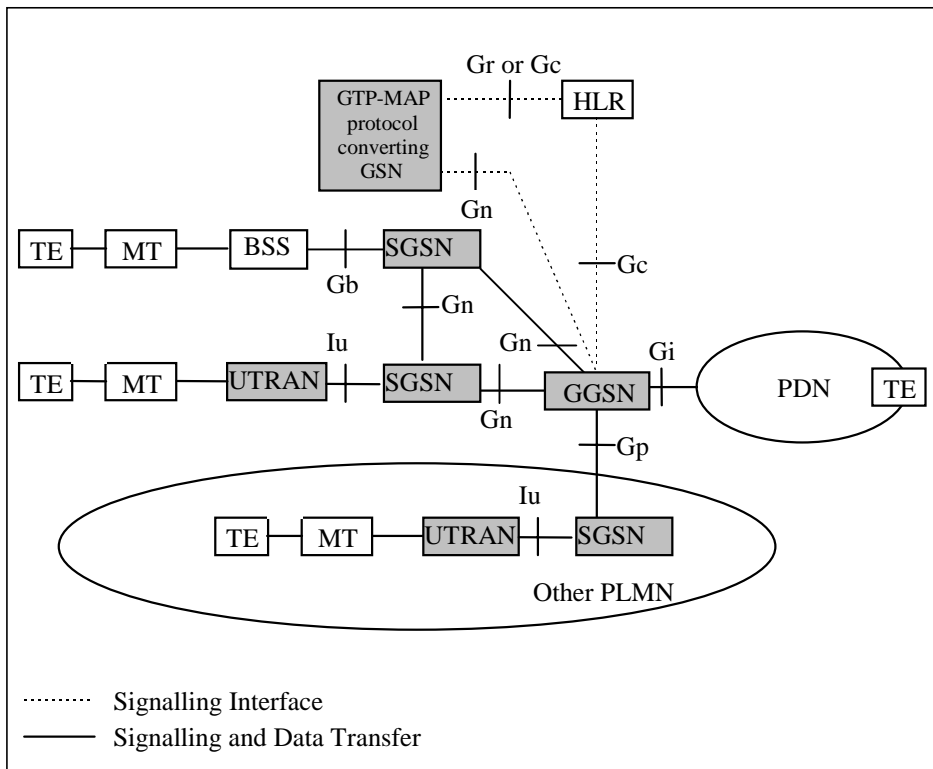 Gr or Gc
GTP-MAP
protocol
converting
GSN
HLR
Gn
TE
MT
BSS
SGSN
Gb
Gn
Gc
TE
MT
UTRAN
Iu
SGSN
Gn
Gn
GGSN
Gi
PDN
TE
Gp
TE
MT
UTRAN
Iu
SGSN
Other PLMN
Signalling Interface
Signalling and Data Transfer